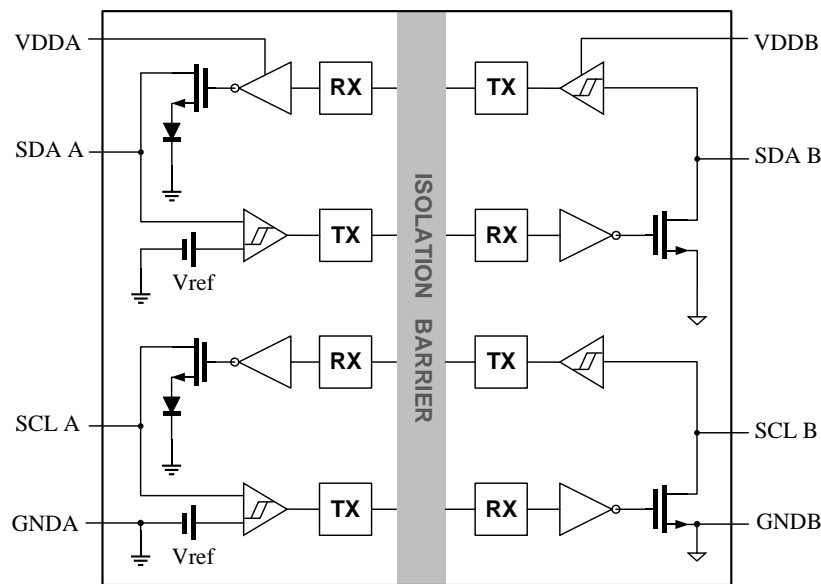 VDDA
VDDB
RX
TX
SDA A
SDA B
TX
RX
Vref
ISOLATION BARRIER
RX
TX
SCL A
SCL B
TX
RX
GNDA
GNDB
Vref